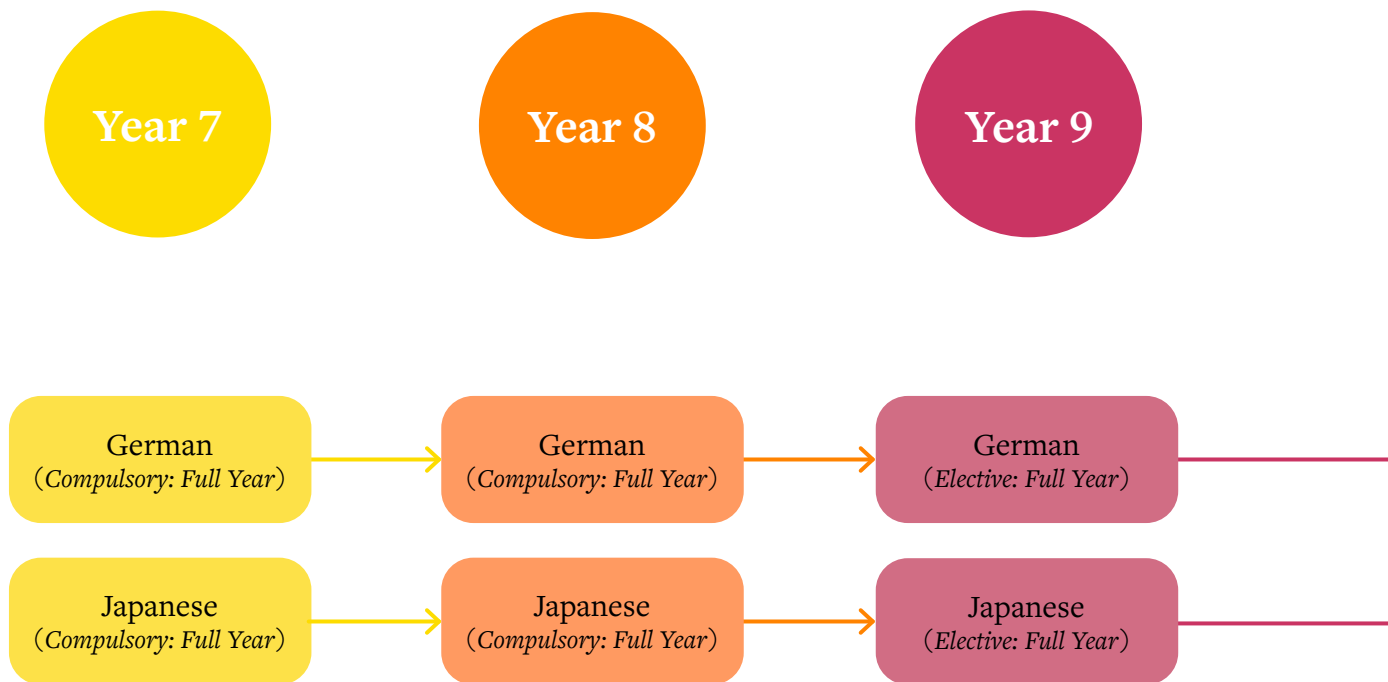 Year 7
Year 8
Year 9
German
（Compulsory: Full Year）
German
（Compulsory: Full Year）
German
（Elective: Full Year）
Japanese
（Compulsory: Full Year）
Japanese
（Compulsory: Full Year）
Japanese
（Elective: Full Year）